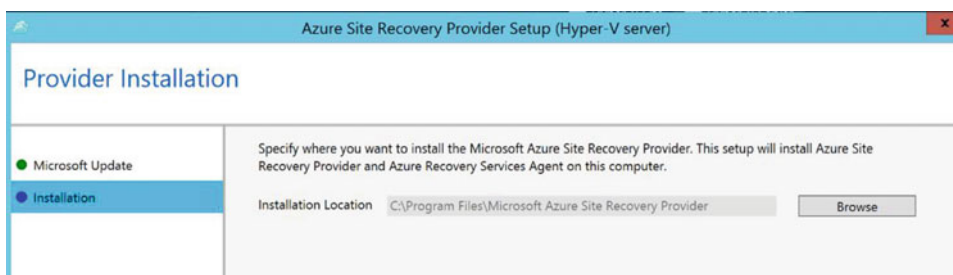 Azure Site Recovery Provider Setup (Hyper-V server)
x
Provider Installation
Microsoft Update
Installation
Specify where you want to install the Microsoft Azure Site Recovery Provider. This setup will install Azure Site
Recovery Provider and Azure Recovery Services Agent on this computer.
Installation Location C:\Program Files\Microsoft Azure Site Recovery Provider Browse